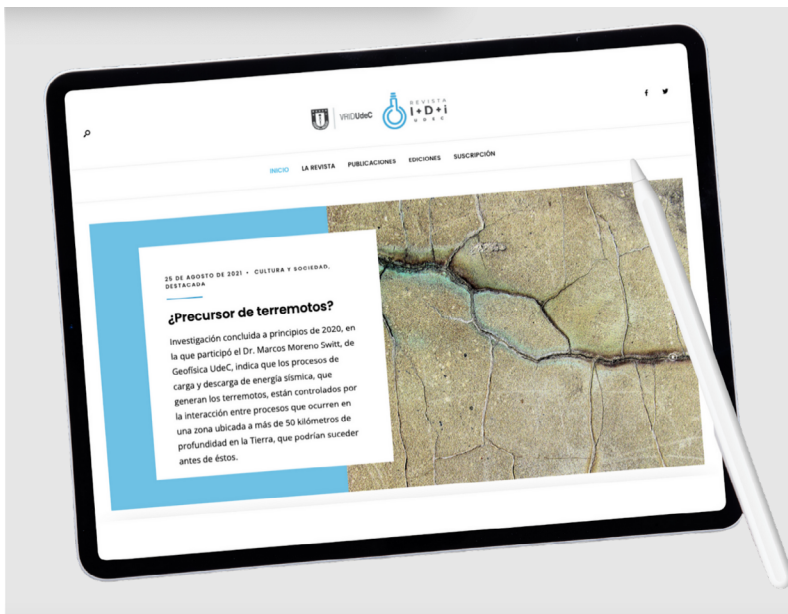 VRIDUdeC
REVISTA
I+D+i
UDEC
INICIO LA REVISTA PUBLICACIONES EDICIONES SUSCRIPCIÓN
25 DE AGOSTO DE 2021 • CULTURA Y SOCIEDAD,
DESTACADA
¿Precursor de terremotos?
Investigación concluida a principios de 2020, en
la que participó el Dr. Marcos Moreno Switt, de
Geofísica UdeC, indica que los procesos de
carga y descarga de energía sísmica, que
generan los terremotos, están controlados por
la interacción entre procesos que ocurren en
una zona ubicada a más de 50 kilómetros de
profundidad en la Tierra, que podrían suceder
antes de éstos.